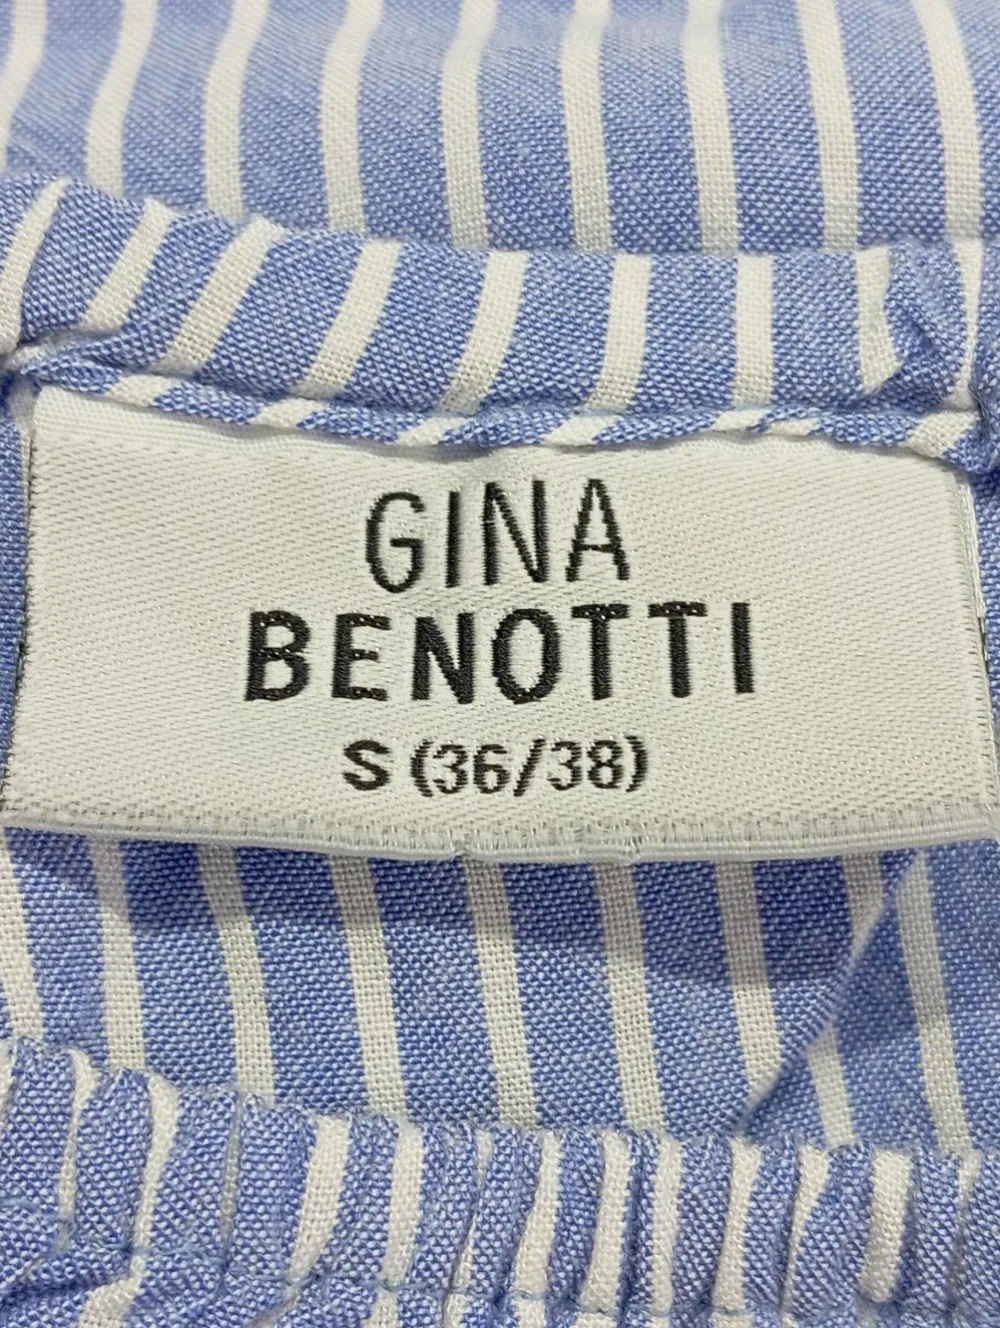 GINA
BENOTTI
S (36/38)